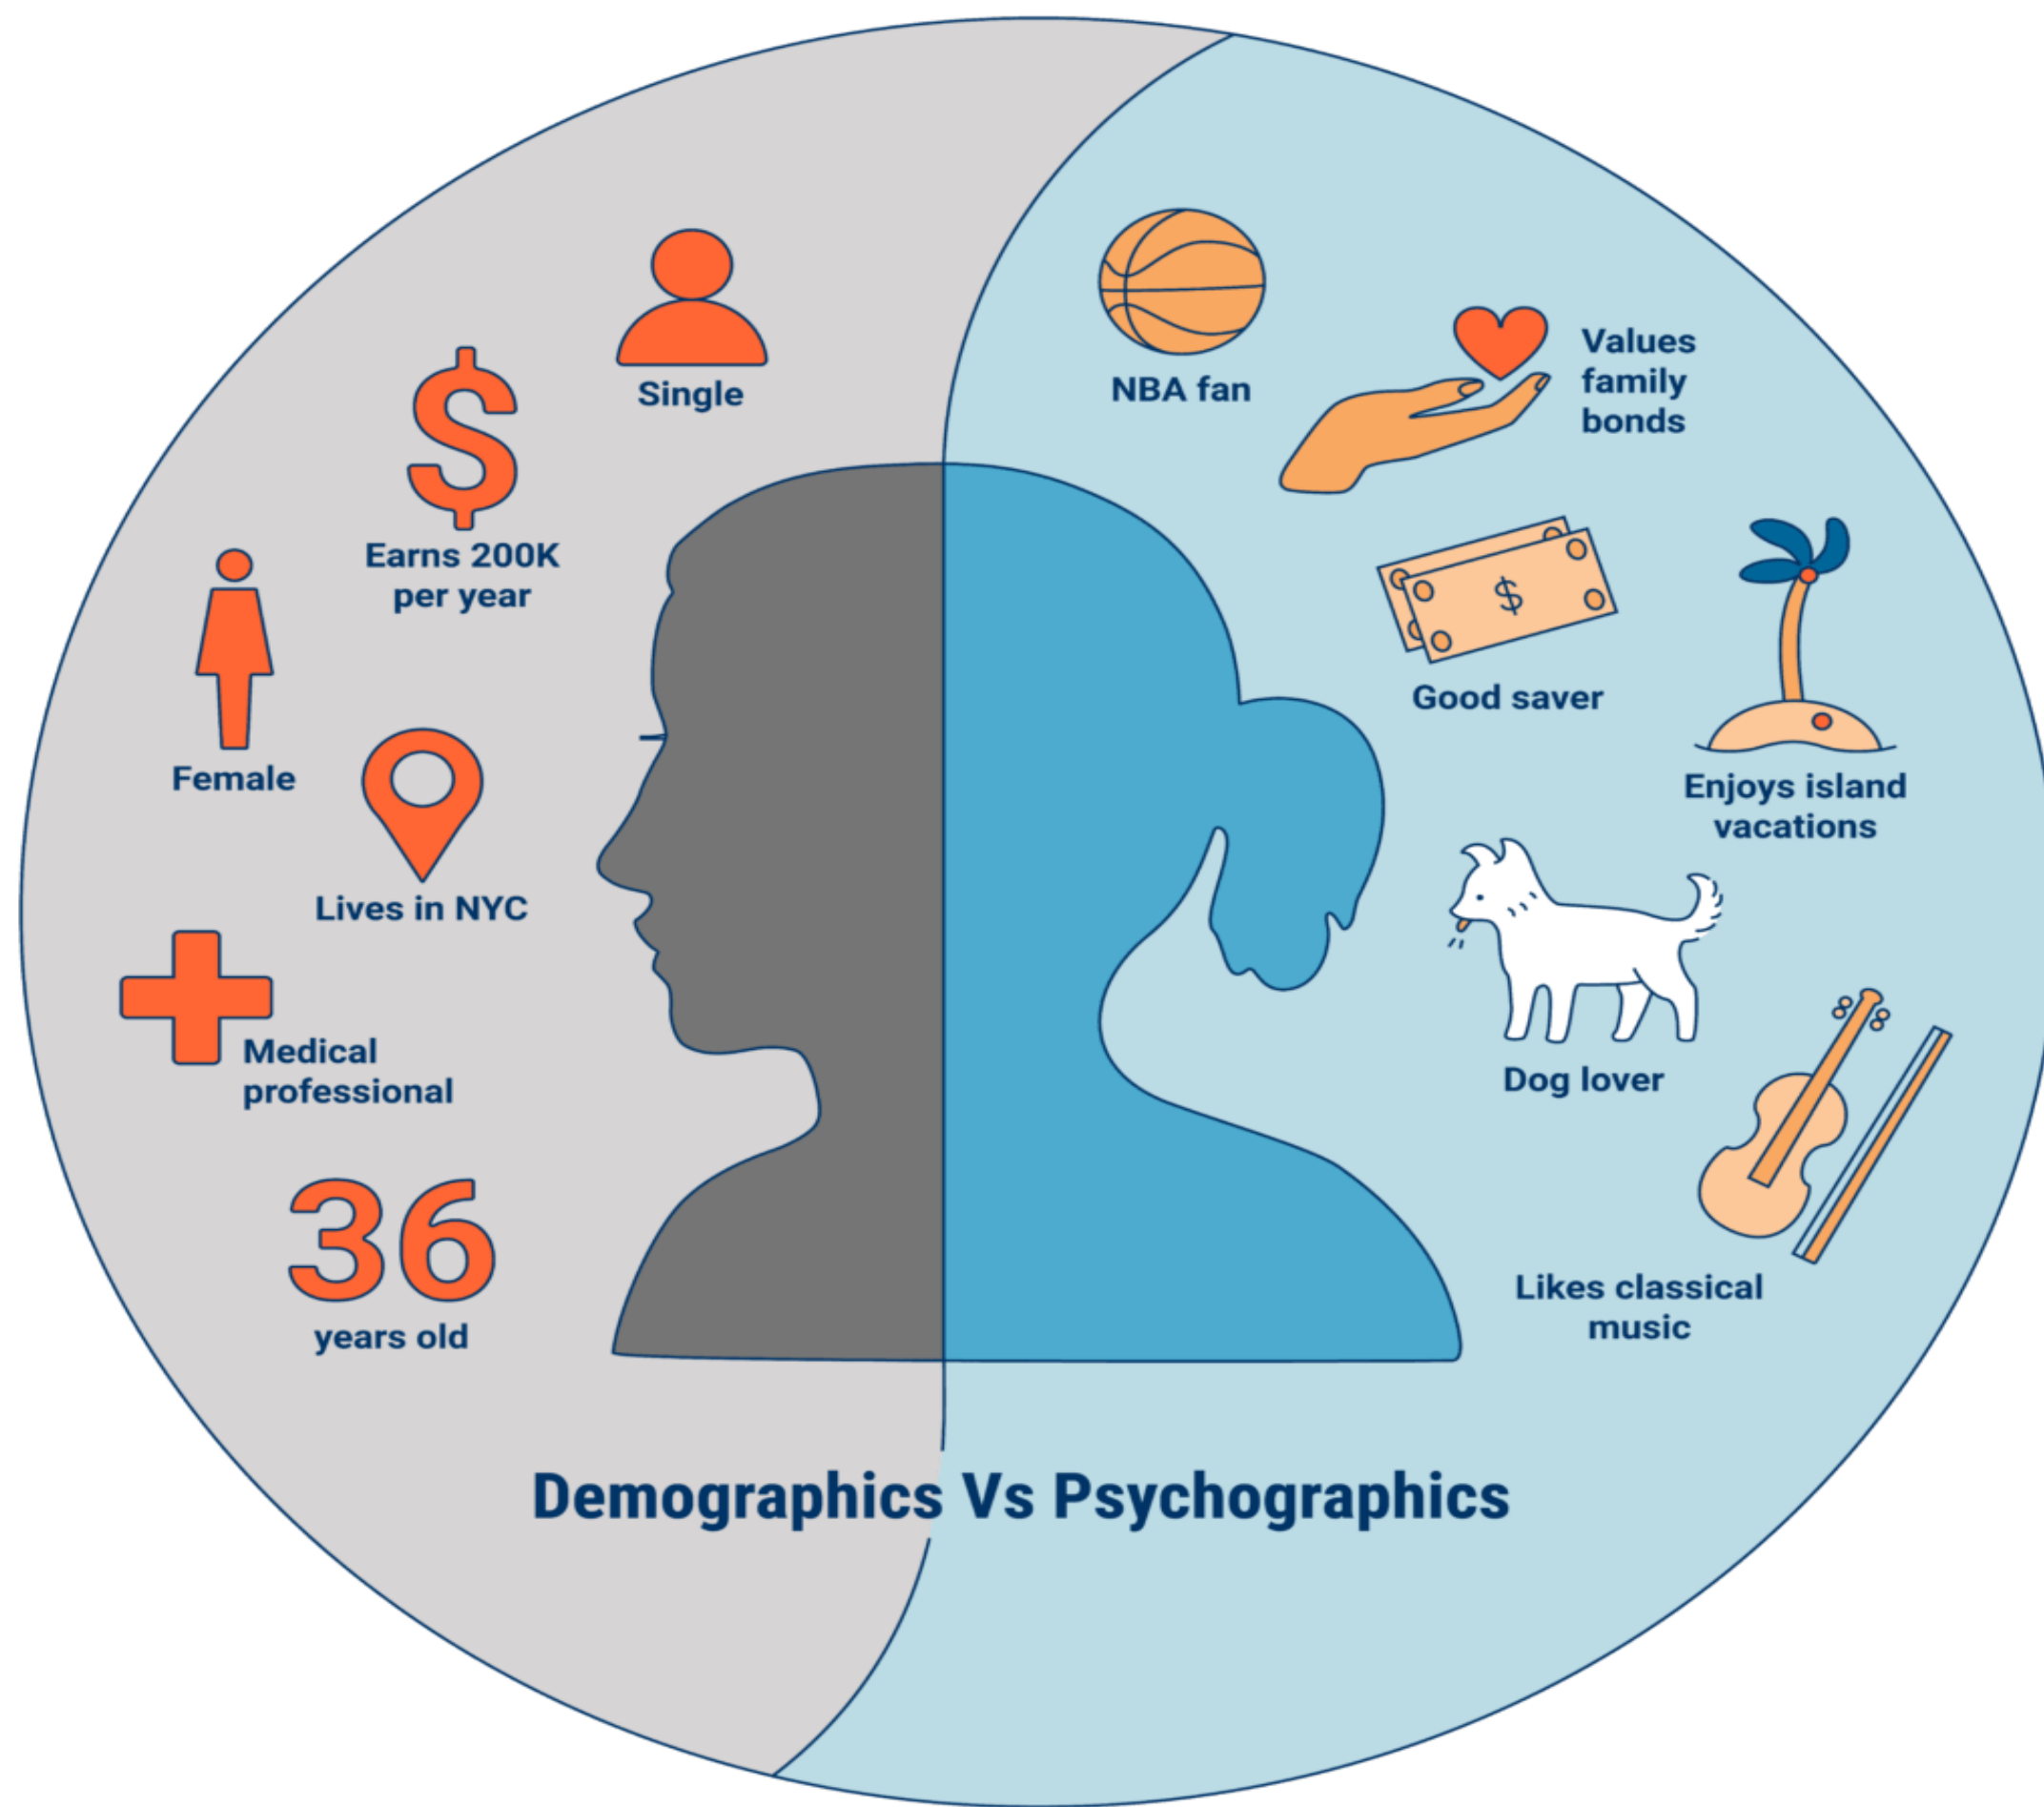 Single
$
Earns 200K
per year
Female
Lives in NYC
Medical
professional
36
years old
NBA fan
Values
family
bonds
$
Good saver
Enjoys island
vacations
Dog lover
Likes classical
music
Demographics Vs Psychographics